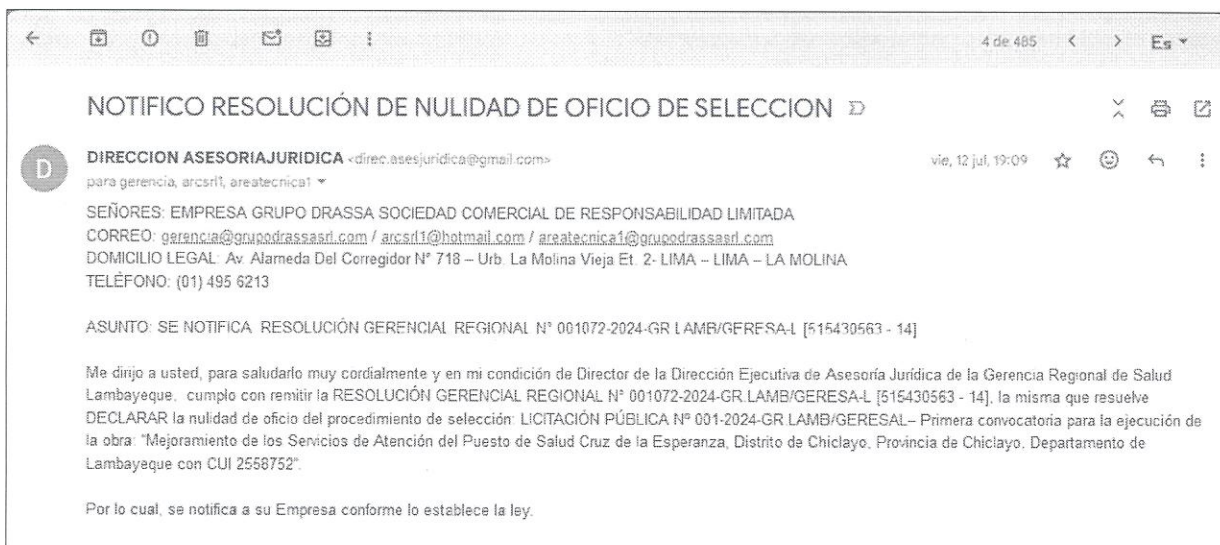 4 de 485
Es
NOTIFICO RESOLUCIÓN DE NULIDAD DE OFICIO DE SELECCION
D
DIRECCION ASESORIAJURIDICA <direc.asesjuridica@gmail.com>
vie, 12 jul, 19:09
para gerencia, arcsrl1, areatecnica1
SEÑORES: EMPRESA GRUPO DRASSA SOCIEDAD COMERCIAL DE RESPONSABILIDAD LIMITADA
CORREO: gerencia@grupodrassasrl.com / arcsrl1@hotmail.com / areatecnica1@grupodrassasrl.com
DOMICILIO LEGAL: Av. Alameda Del Corregidor N° 718 – Urb. La Molina Vieja Et. 2- LIMA – LIMA – LA MOLINA
TELÉFONO: (01) 495 6213
ASUNTO: SE NOTIFICA RESOLUCIÓN GERENCIAL REGIONAL N° 001072-2024-GR.LAMB/GERESA-L [515430563 - 14]
Me dirijo a usted, para saludarlo muy cordialmente y en mi condición de Director de la Dirección Ejecutiva de Asesoría Jurídica de la Gerencia Regional de Salud
Lambayeque, cumplo con remitir la RESOLUCIÓN GERENCIAL REGIONAL N° 001072-2024-GR.LAMB/GERESA-L [515430563 - 14], la misma que resuelve
DECLARAR la nulidad de oficio del procedimiento de selección: LICITACIÓN PÚBLICA Nº 001-2024-GR.LAMB/GERESAL– Primera convocatoria para la ejecución de
la obra: "Mejoramiento de los Servicios de Atención del Puesto de Salud Cruz de la Esperanza, Distrito de Chiclayo, Provincia de Chiclayo, Departamento de
Lambayeque con CUI 2558752".
Por lo cual, se notifica a su Empresa conforme lo establece la ley.